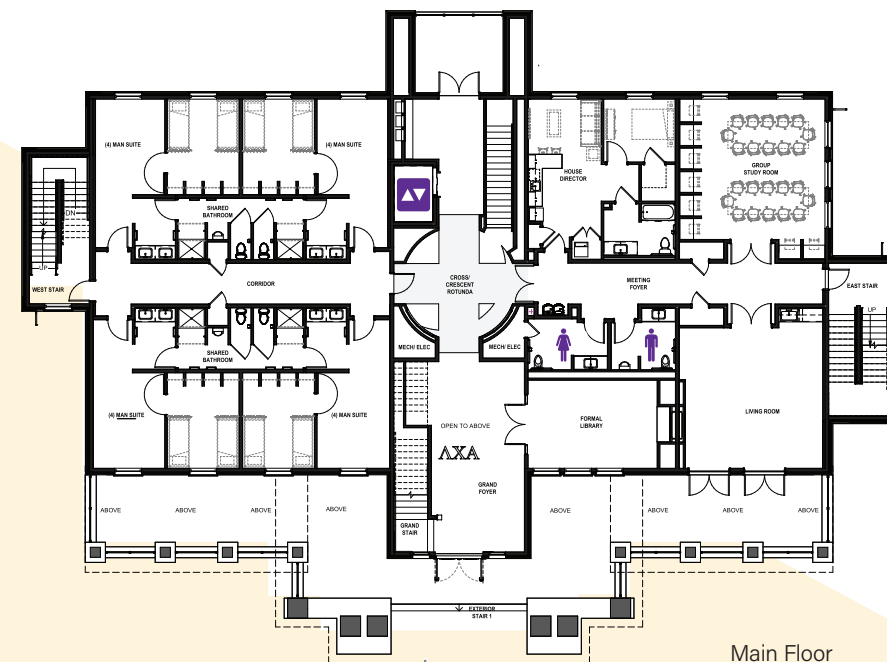 (4) MAN SUITE
(4) MAN SUITE
SHARED
BATHROOM
HOUSE
DIRECTOR
GROUP
STUDY ROOM
DN
UP
WEST STAIR
CORRIDOR
CROSS/
CRESCENT
ROTUNDA
MEETING
FOYER
EAST STAIR
UP
MECH/ ELEC
MECH/ ELEC
SHARED
BATHROOM
(4) MAN SUITE
(4) MAN SUITE
OPEN TO ABOVE
ΛΧΑ
FORMAL
LIBRARY
LIVING ROOM
GRAND
FOYER
GRAND
STAIR
ABOVE
ABOVE
ABOVE
ABOVE
ABOVE
ABOVE
ABOVE
ABOVE
EXTERIOR
STAIR 1
Main Floor